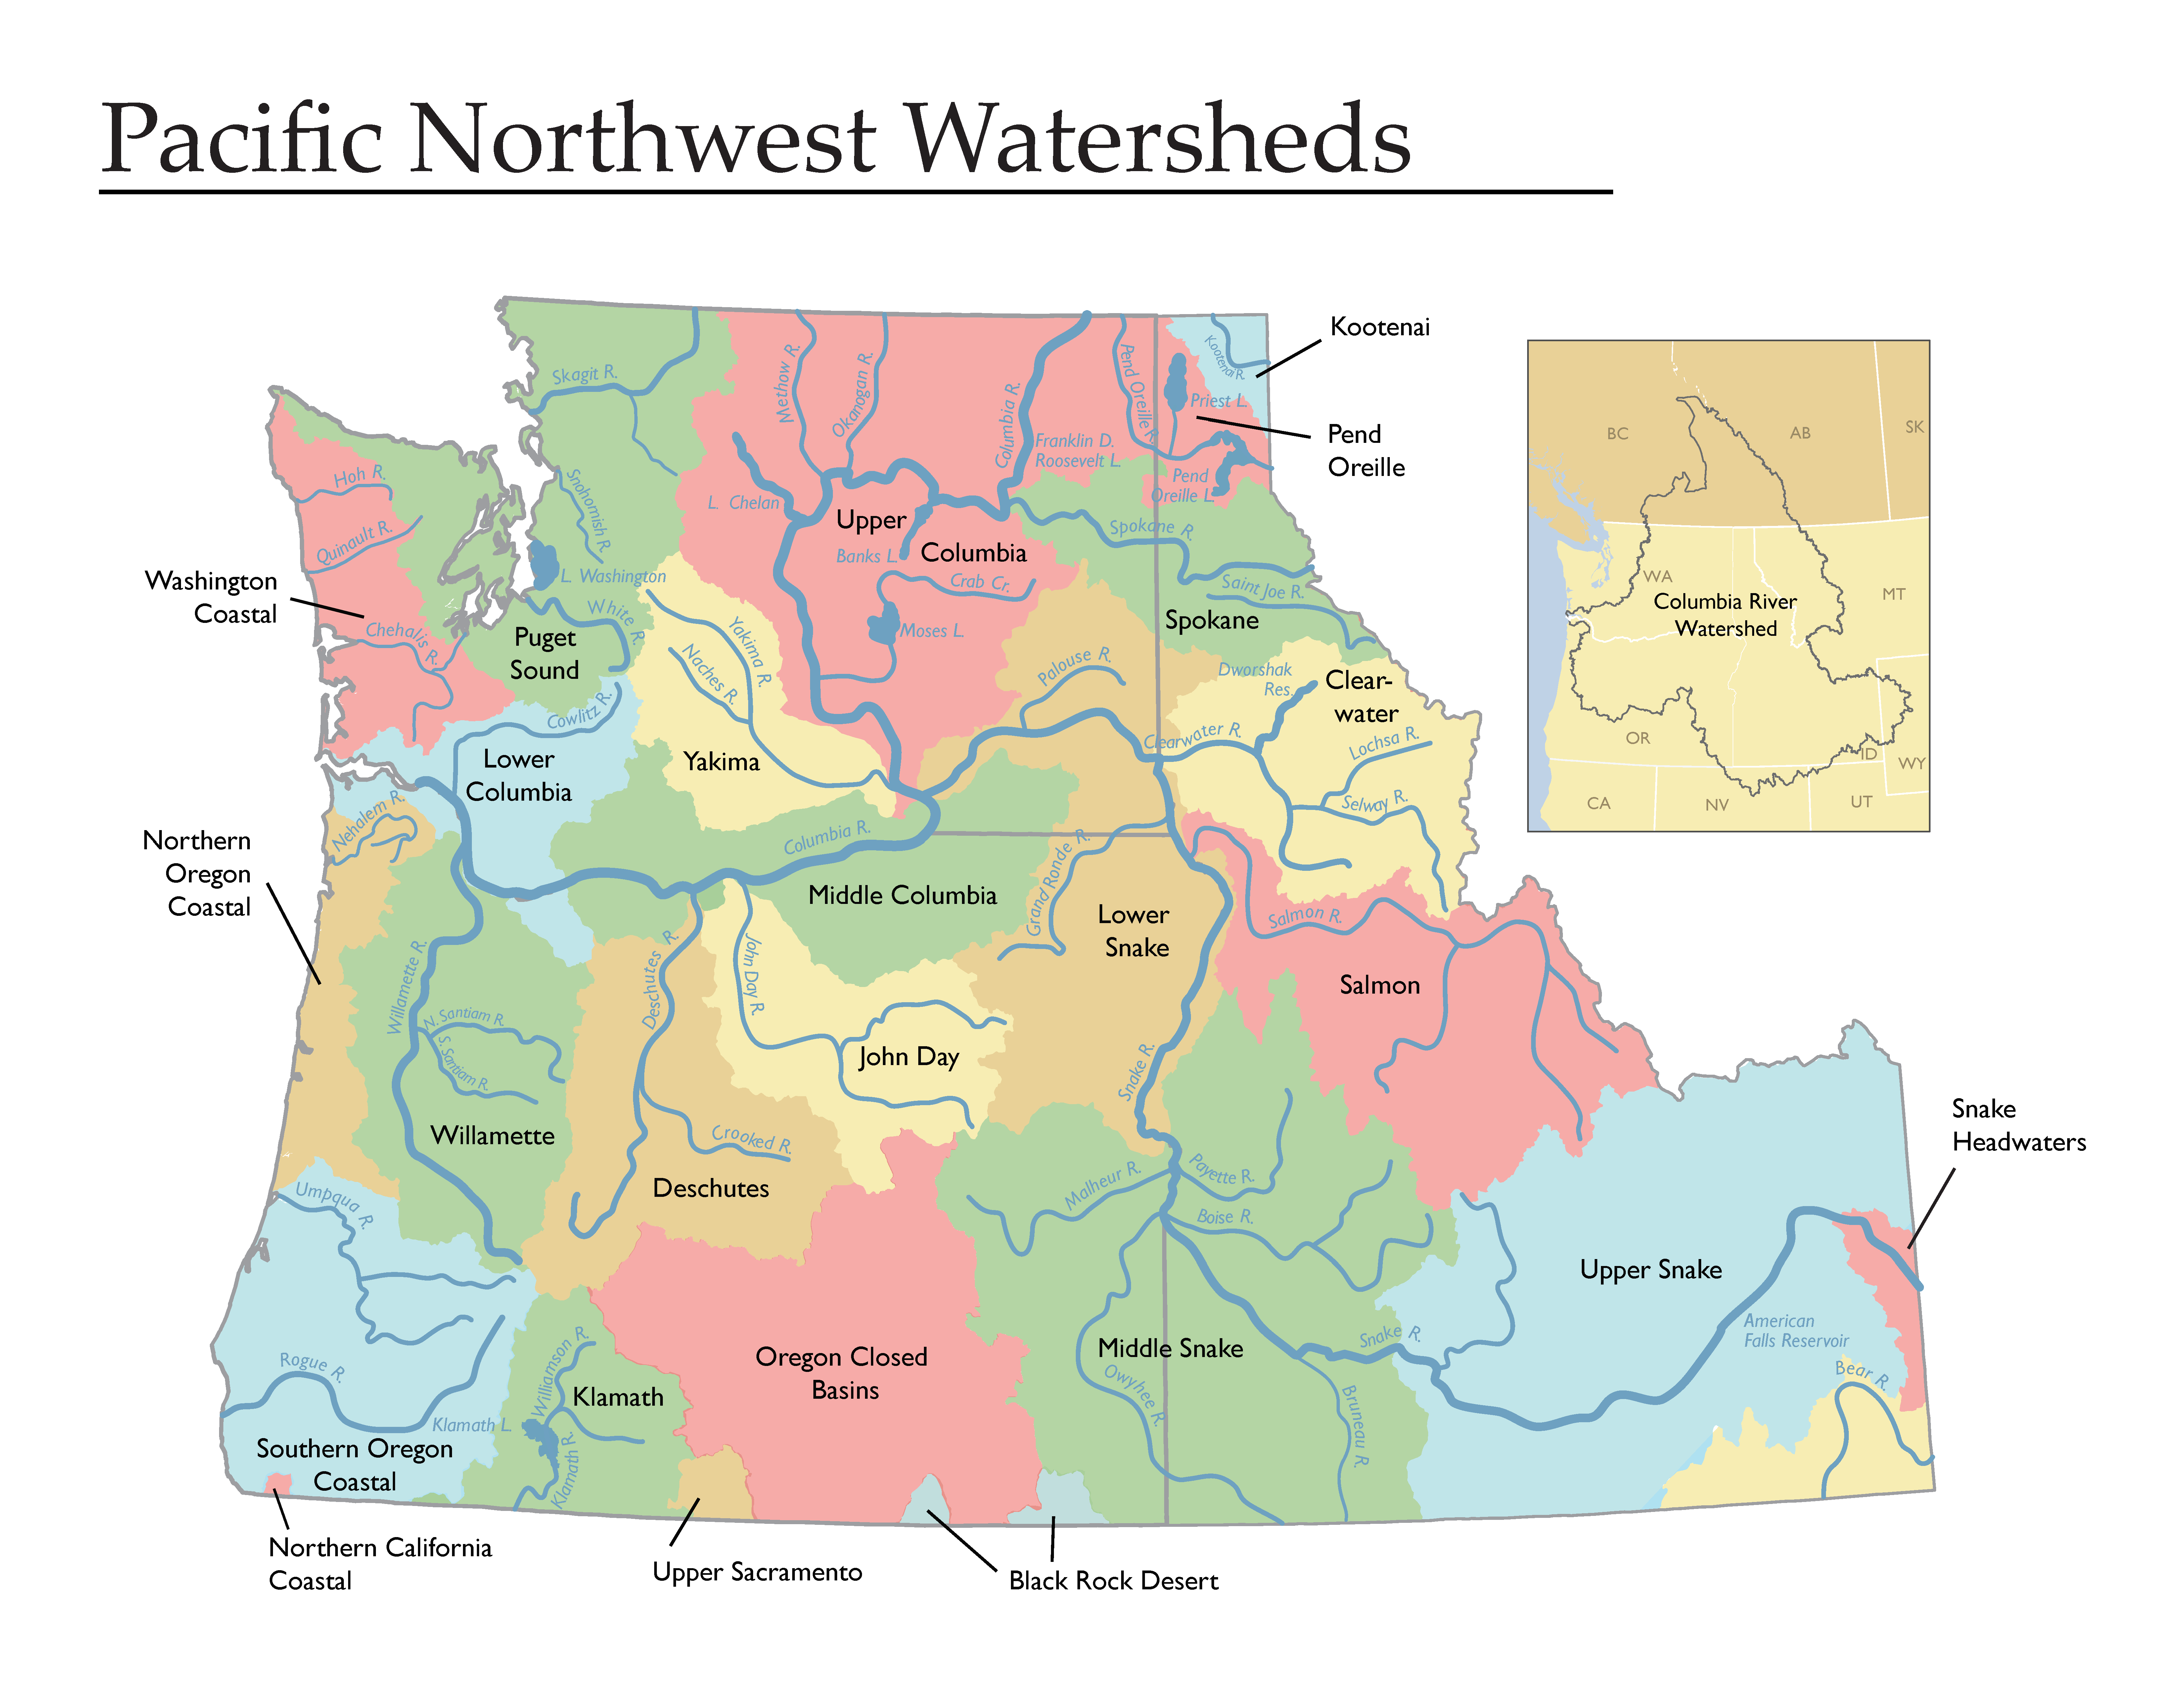 Pacific Northwest Watersheds
Kootenai
Skagit R.
Methow R.
Okanogan R.
Columbia R.
Pend Oreille R.
Kootenai R.
Priest L.
Pend
Oreille
Franklin D.
Roosevelt L.
Pend
Oreille L.
Hoh R.
Quinault R.
Snohomish R.
L. Chelan
Upper
Columbia
Banks L.
Crab Cr.
Spokane R.
Saint Joe R.
Spokane
Washington
Coastal
Chehalis R.
L. Washington
White R.
Puget
Sound
Yakima R.
Naches R.
Moses L.
Palouse R.
Dworshak
Res.
Clear-
water
Cowlitz R.
Lower
Columbia
Yakima
Clearwater R.
Lochsa R.
Selway R.
Northern
Oregon
Coastal
Nehalem R.
Columbia R.
Middle Columbia
Grand Ronde R.
Lower
Snake
Salmon R.
Salmon
Willamette R.
N. Santiam R.
S. Santiam R.
Willamette
Deschutes R.
John Day R.
John Day
Crooked R.
Deschutes
Snake R.
Malheur R.
Payette R.
Boise R.
Snake
Headwaters
Umpqua R.
Rogue R.
Upper Snake
American
Falls Reservoir
Bear R.
Snake R.
Middle Snake
Owyhee R.
Bruneau R.
Oregon Closed
Basins
Williamson R.
Klamath
Klamath L.
Klamath R.
Southern Oregon
Coastal
Northern California
Coastal
Upper Sacramento
Black Rock Desert
BC
AB
SK
WA
MT
Columbia River
Watershed
OR
ID
WY
CA
NV
UT